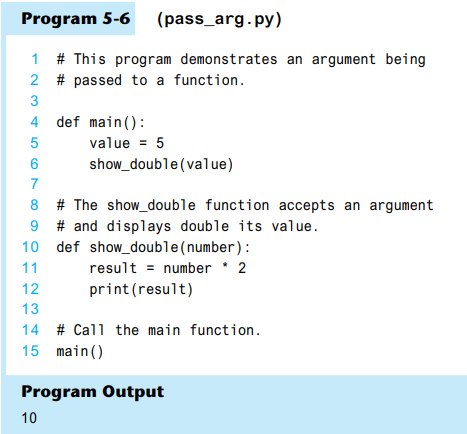 Program 5-6 (pass_arg.py)
1 # This program demonstrates an argument being
2 # passed to a function.
3
4 def main():
5     value = 5
6     show_double(value)
7
8 # The show_double function accepts an argument
9 # and displays double its value.
10 def show_double(number):
11     result = number * 2
12     print(result)
13
14 # Call the main function.
15 main()
Program Output
10